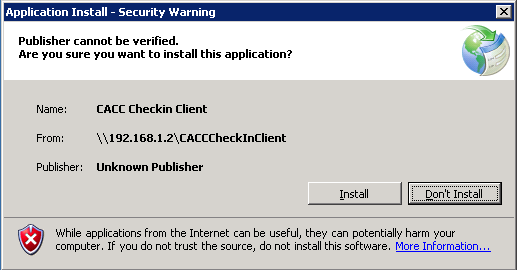 Application Install - Security Warning
Publisher cannot be verified.
Are you sure you want to install this application?
Name: CACC Checkin Client
From: \\192.168.1.2\CACCCheckInClient
Publisher: Unknown Publisher
Install Don't Install
While applications from the Internet can be useful, they can potentially harm your
computer. If you do not trust the source, do not install this software. More Information...